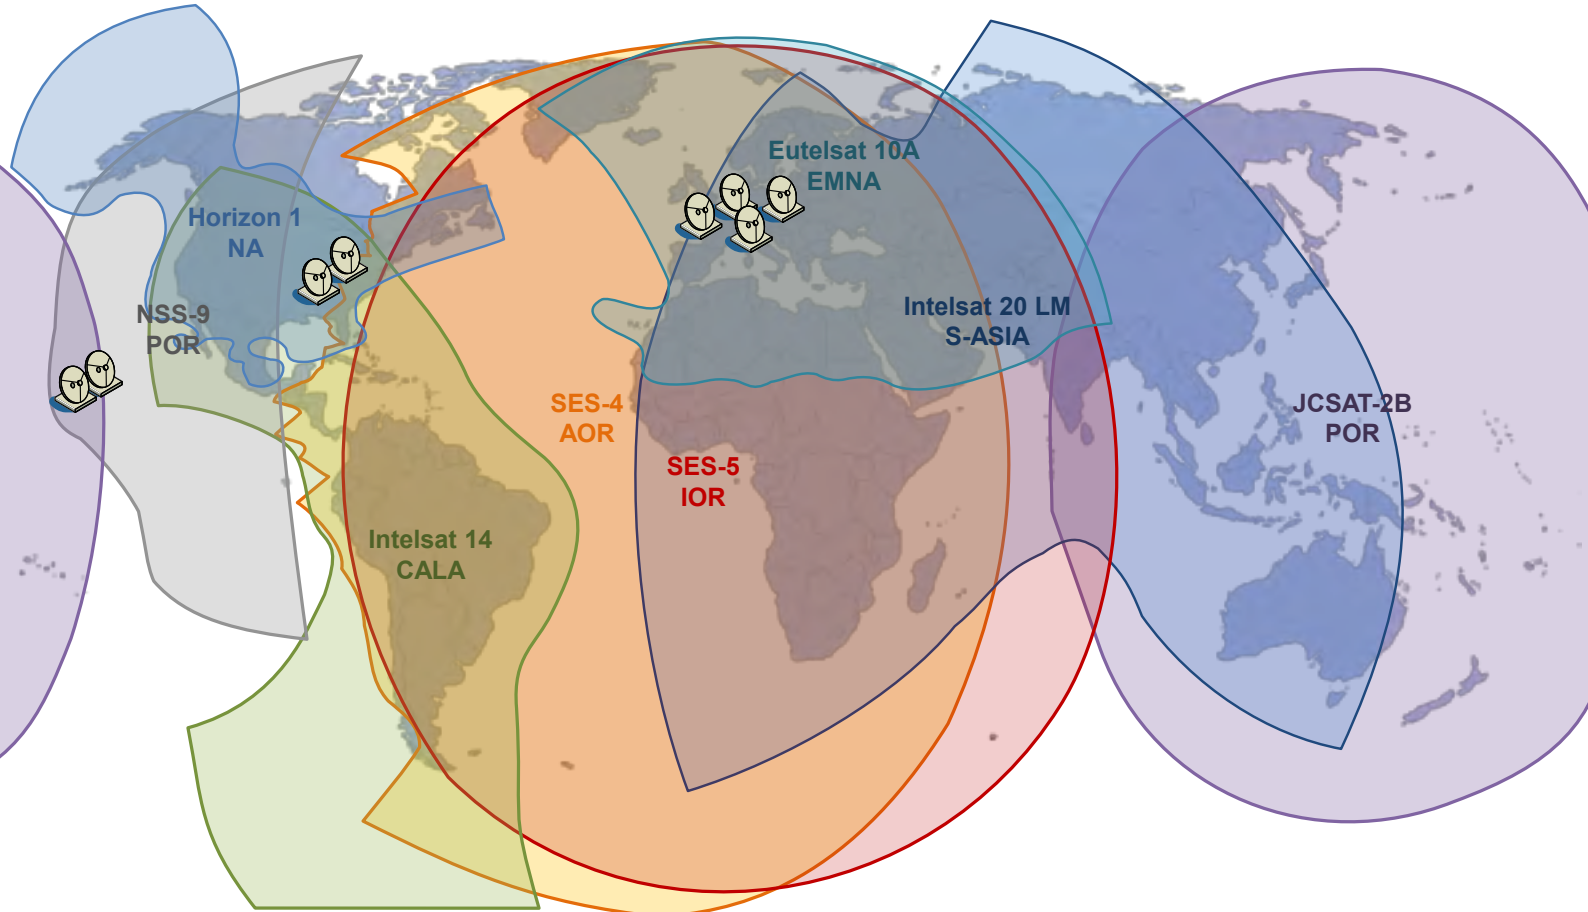 Eutelsat 10A
EMNA
Horizon 1
NA
NSS-9
POR
Intelsat 20 LM
S-ASIA
SES-4
AOR
JCSAT-2B
POR
SES-5
IOR
Intelsat 14
CALA